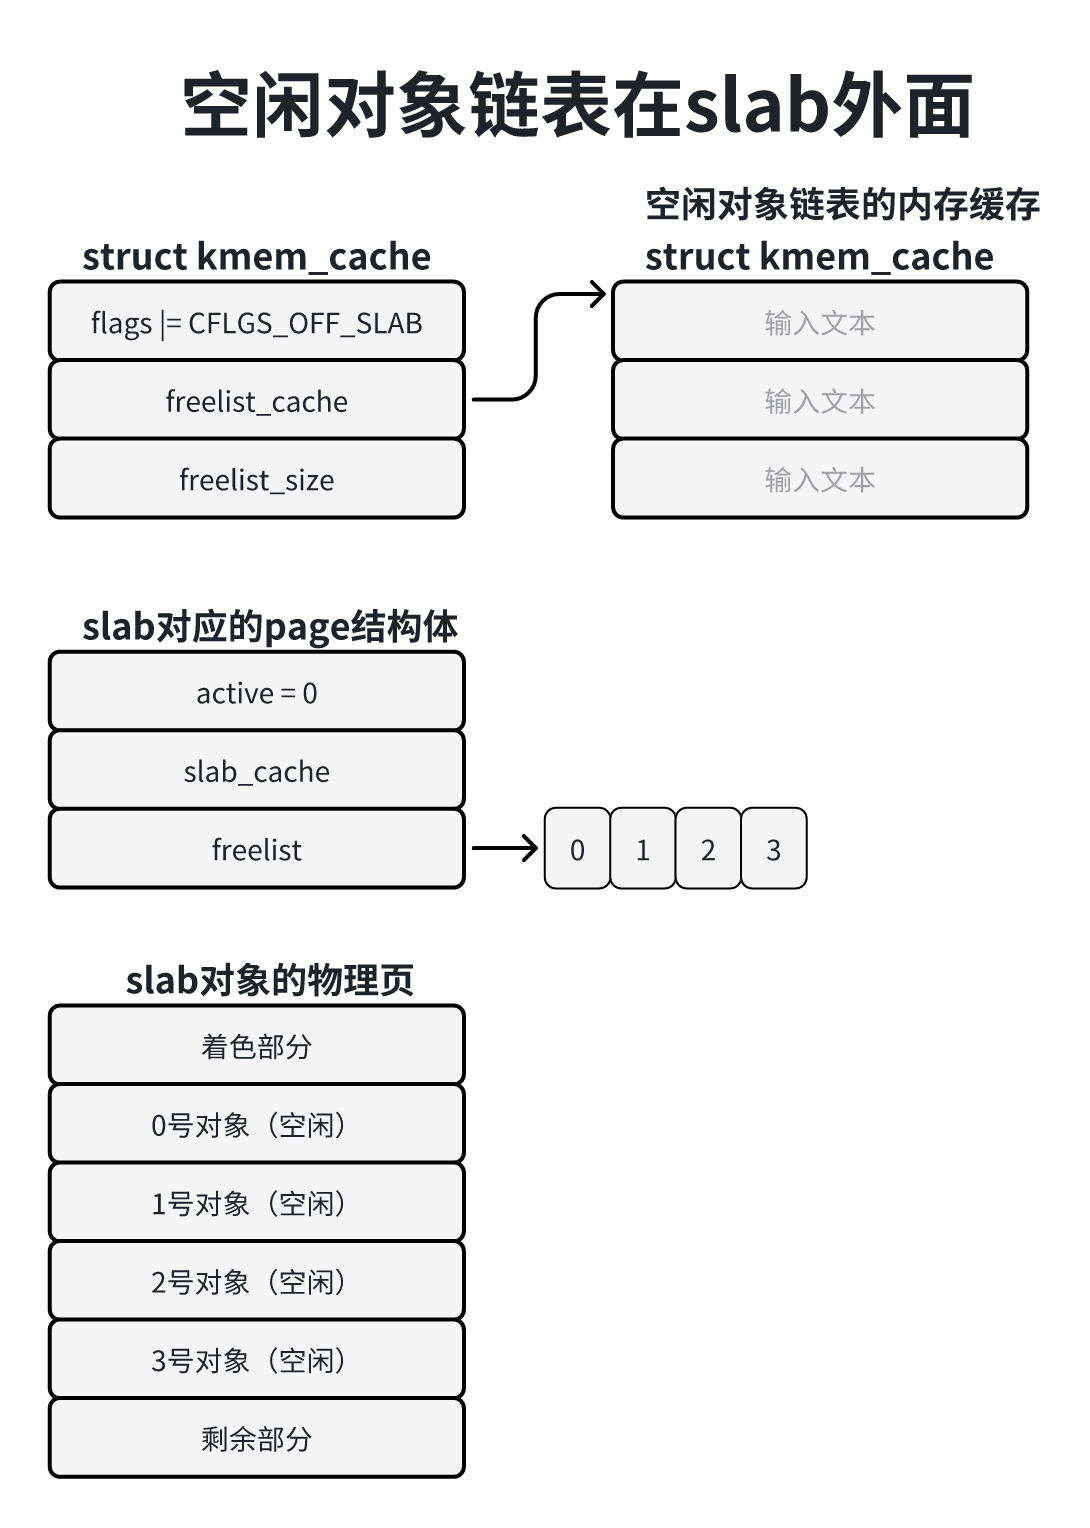 空闲对象链表在slab外面
空闲对象链表的内存缓存
struct kmem_cache
struct kmem_cache
flags |= CFLGS_OFF_SLAB
freelist_cache
freelist_size
输入文本
输入文本
输入文本
slab对应的page结构体
active = 0
slab_cache
freelist
0
1
2
3
slab对象的物理页
着色部分
0号对象（空闲）
1号对象（空闲）
2号对象（空闲）
3号对象（空闲）
剩余部分